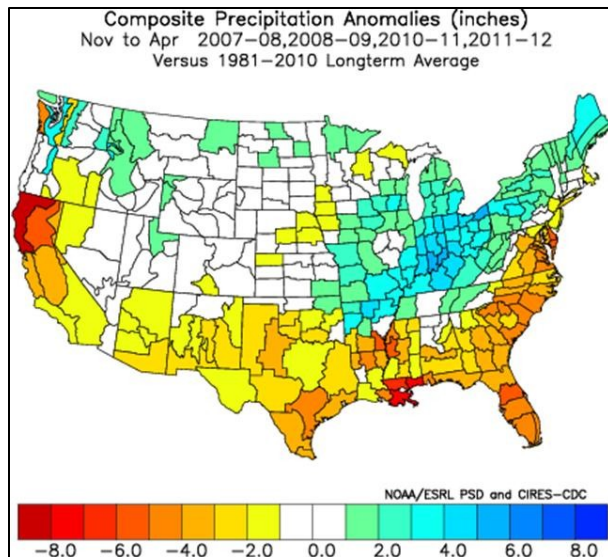 Composite Precipitation Anomalies (inches)
Nov to Apr 2007-08,2008-09,2010-11,2011-12
Versus 1981-2010 Longterm Average
NOAA/ESRL PSD and CIRES-CDC
-8.0 -6.0 -4.0 -2.0 0.0 2.0 4.0 6.0 8.0